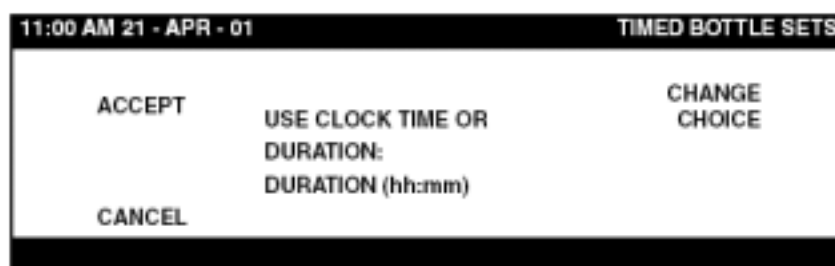 11:00 AM 21 - APR - 01 TIMED BOTTLE SETS
ACCEPT
CHANGE
CHOICE
USE CLOCK TIME OR
DURATION:
DURATION (hh:mm)
CANCEL